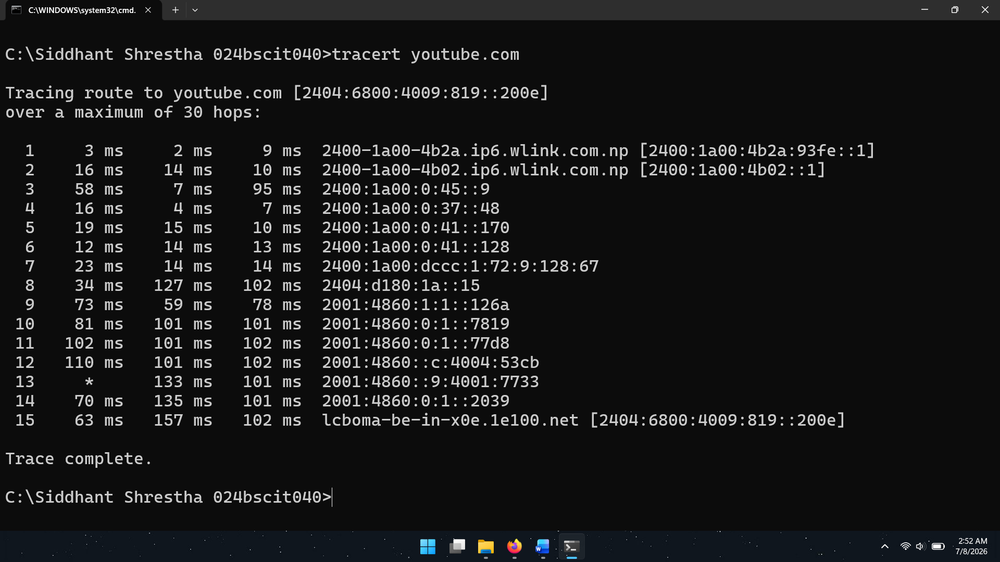 C:\WINDOWS\system32\cmd.
C:\Siddhant Shrestha 024bscit040>tracert youtube.com
Tracing route to youtube.com [2404:6800:4009:819::200e]
over a maximum of 30 hops:
1 3 ms 2 ms 9 ms 2400-1a00-4b2a.ip6.wlink.com.np [2400:1a00:4b2a:93fe::1]
2 16 ms 14 ms 10 ms 2400-1a00-4b02.ip6.wlink.com.np [2400:1a00:4b02::1]
3 58 ms 7 ms 95 ms 2400:1a00:0:45::9
4 16 ms 4 ms 7 ms 2400:1a00:0:37::48
5 19 ms 15 ms 10 ms 2400:1a00:0:41::170
6 12 ms 14 ms 13 ms 2400:1a00:0:41::128
7 23 ms 14 ms 14 ms 2400:1a00:dccc:1:72:9:128:67
8 34 ms 127 ms 102 ms 2404:d180:1a::15
9 73 ms 59 ms 78 ms 2001:4860:1:1::126a
10 81 ms 101 ms 101 ms 2001:4860:0:1::7819
11 102 ms 101 ms 102 ms 2001:4860:0:1::77d8
12 110 ms 101 ms 102 ms 2001:4860::c:4004:53cb
13 * 133 ms 101 ms 2001:4860::9:4001:7733
14 70 ms 135 ms 101 ms 2001:4860:0:1::2039
15 63 ms 157 ms 102 ms lcboma-be-in-x0e.1e100.net [2404:6800:4009:819::200e]
Trace complete.
C:\Siddhant Shrestha 024bscit040>
2:52 AM
7/8/2026